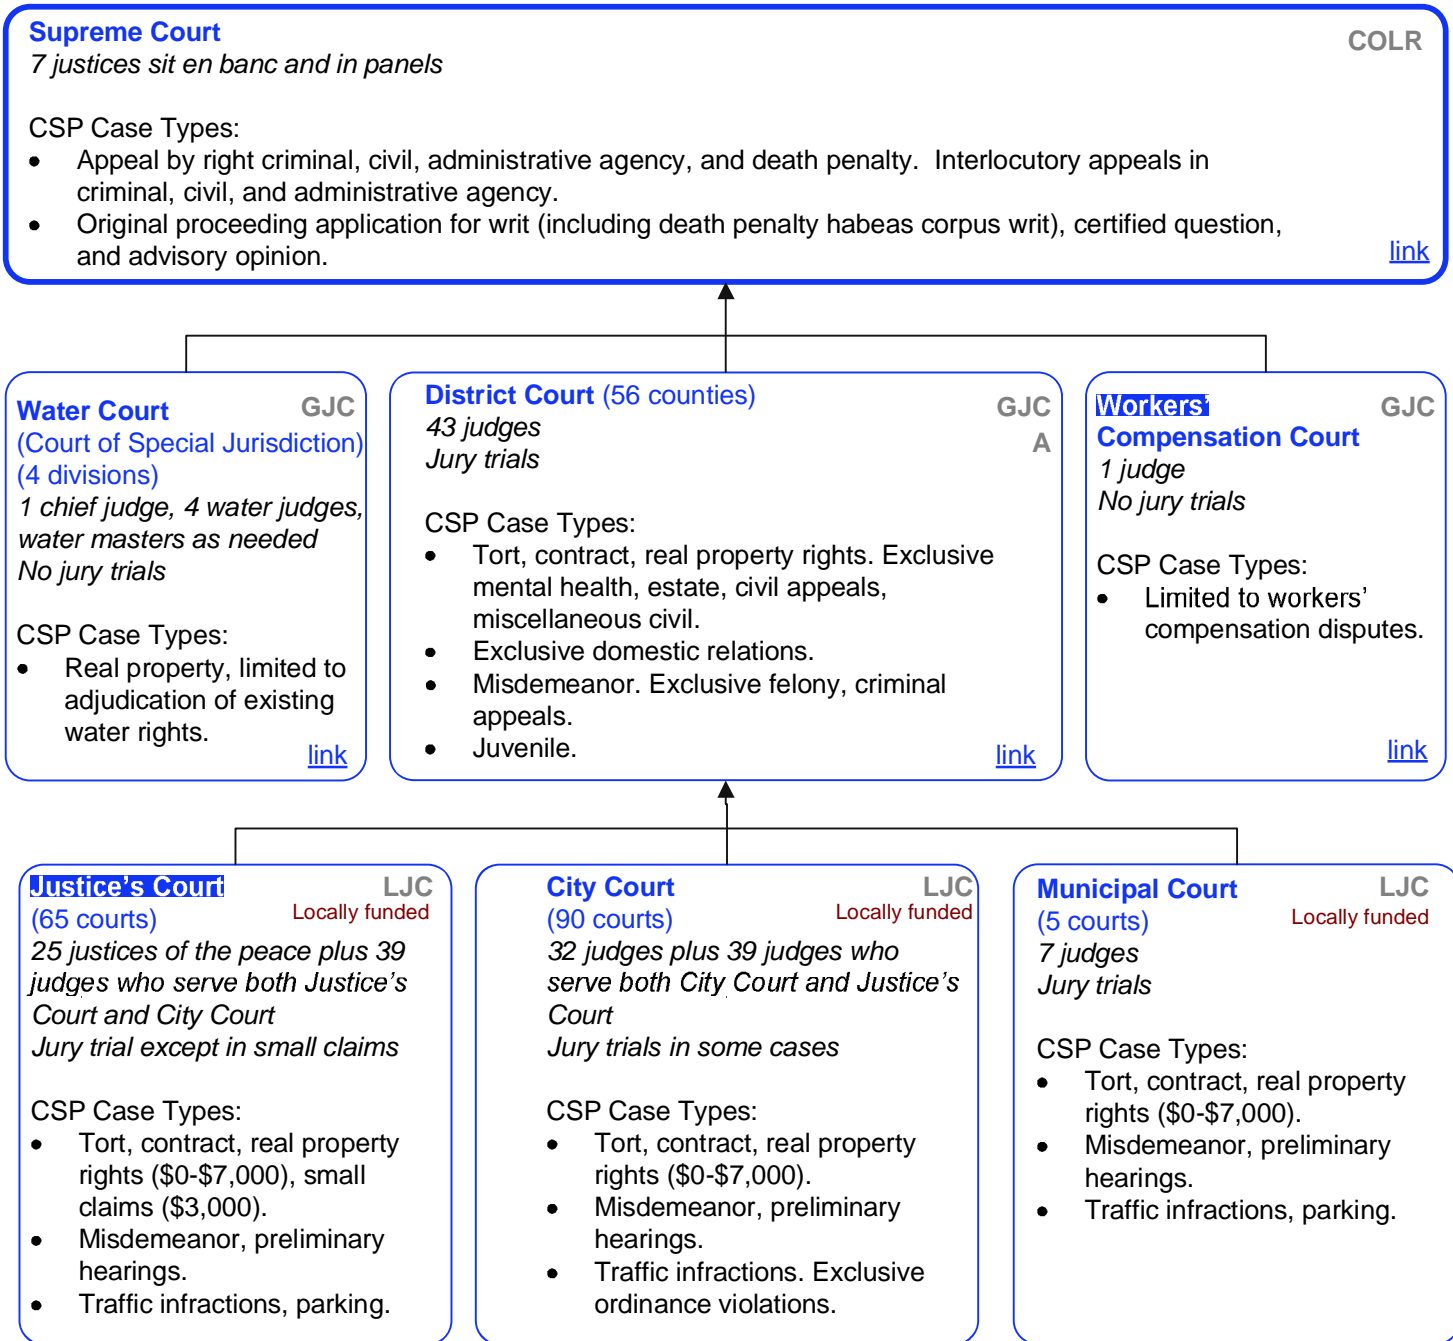 Supreme Court
COLR
7 justices sit en banc and in panels
CSP Case Types:
• Appeal by right criminal, civil, administrative agency, and death penalty.  Interlocutory appeals in
criminal, civil, and administrative agency.
• Original proceeding application for writ (including death penalty habeas corpus writ), certified question,
and advisory opinion.
link
Water Court
GJC
(Court of Special Jurisdiction)
(4 divisions)
1 chief judge, 4 water judges,
water masters as needed
No jury trials
CSP Case Types:
• Real property, limited to
adjudication of existing
water rights.
link
District Court (56 counties)
GJC
A
43 judges
Jury trials
CSP Case Types:
• Tort, contract, real property rights. Exclusive
mental health, estate, civil appeals,
miscellaneous civil.
• Exclusive domestic relations.
• Misdemeanor. Exclusive felony, criminal
appeals.
• Juvenile.
link
Workers’
GJC
Compensation Court
1 judge
No jury trials
CSP Case Types:
• Limited to workers’
compensation disputes.
link
Justice’s Court
LJC
(65 courts)
Locally funded
25 justices of the peace plus 39
judges who serve both Justice’s
Court and City Court
Jury trial except in small claims
CSP Case Types:
• Tort, contract, real property
rights ($0-$7,000), small
claims ($3,000).
• Misdemeanor, preliminary
hearings.
• Traffic infractions, parking.
City Court
LJC
(90 courts)
Locally funded
32 judges plus 39 judges who
serve both City Court and Justice’s
Court
Jury trials in some cases
CSP Case Types:
• Tort, contract, real property
rights ($0-$7,000).
• Misdemeanor, preliminary
hearings.
• Traffic infractions. Exclusive
ordinance violations.
Municipal Court
LJC
(5 courts)
Locally funded
7 judges
Jury trials
CSP Case Types:
• Tort, contract, real property
rights ($0-$7,000).
• Misdemeanor, preliminary
hearings.
• Traffic infractions, parking.